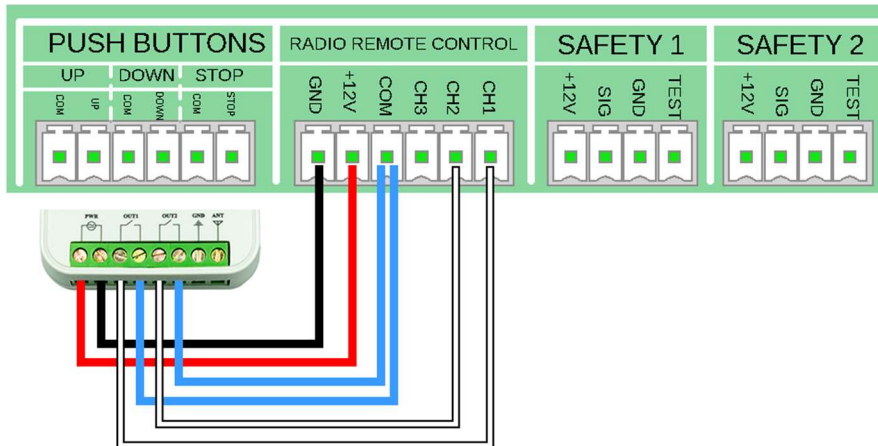 PUSH BUTTONS
UP DOWN STOP
COM UP COM DOWN COM STOP
RADIO REMOTE CONTROL
GND +12V COM CH3 CH2 CH1
SAFETY 1
+12V SIG GND TEST
SAFETY 2
+12V SIG GND TEST
PWR OUT1 OUT2 GND ANT